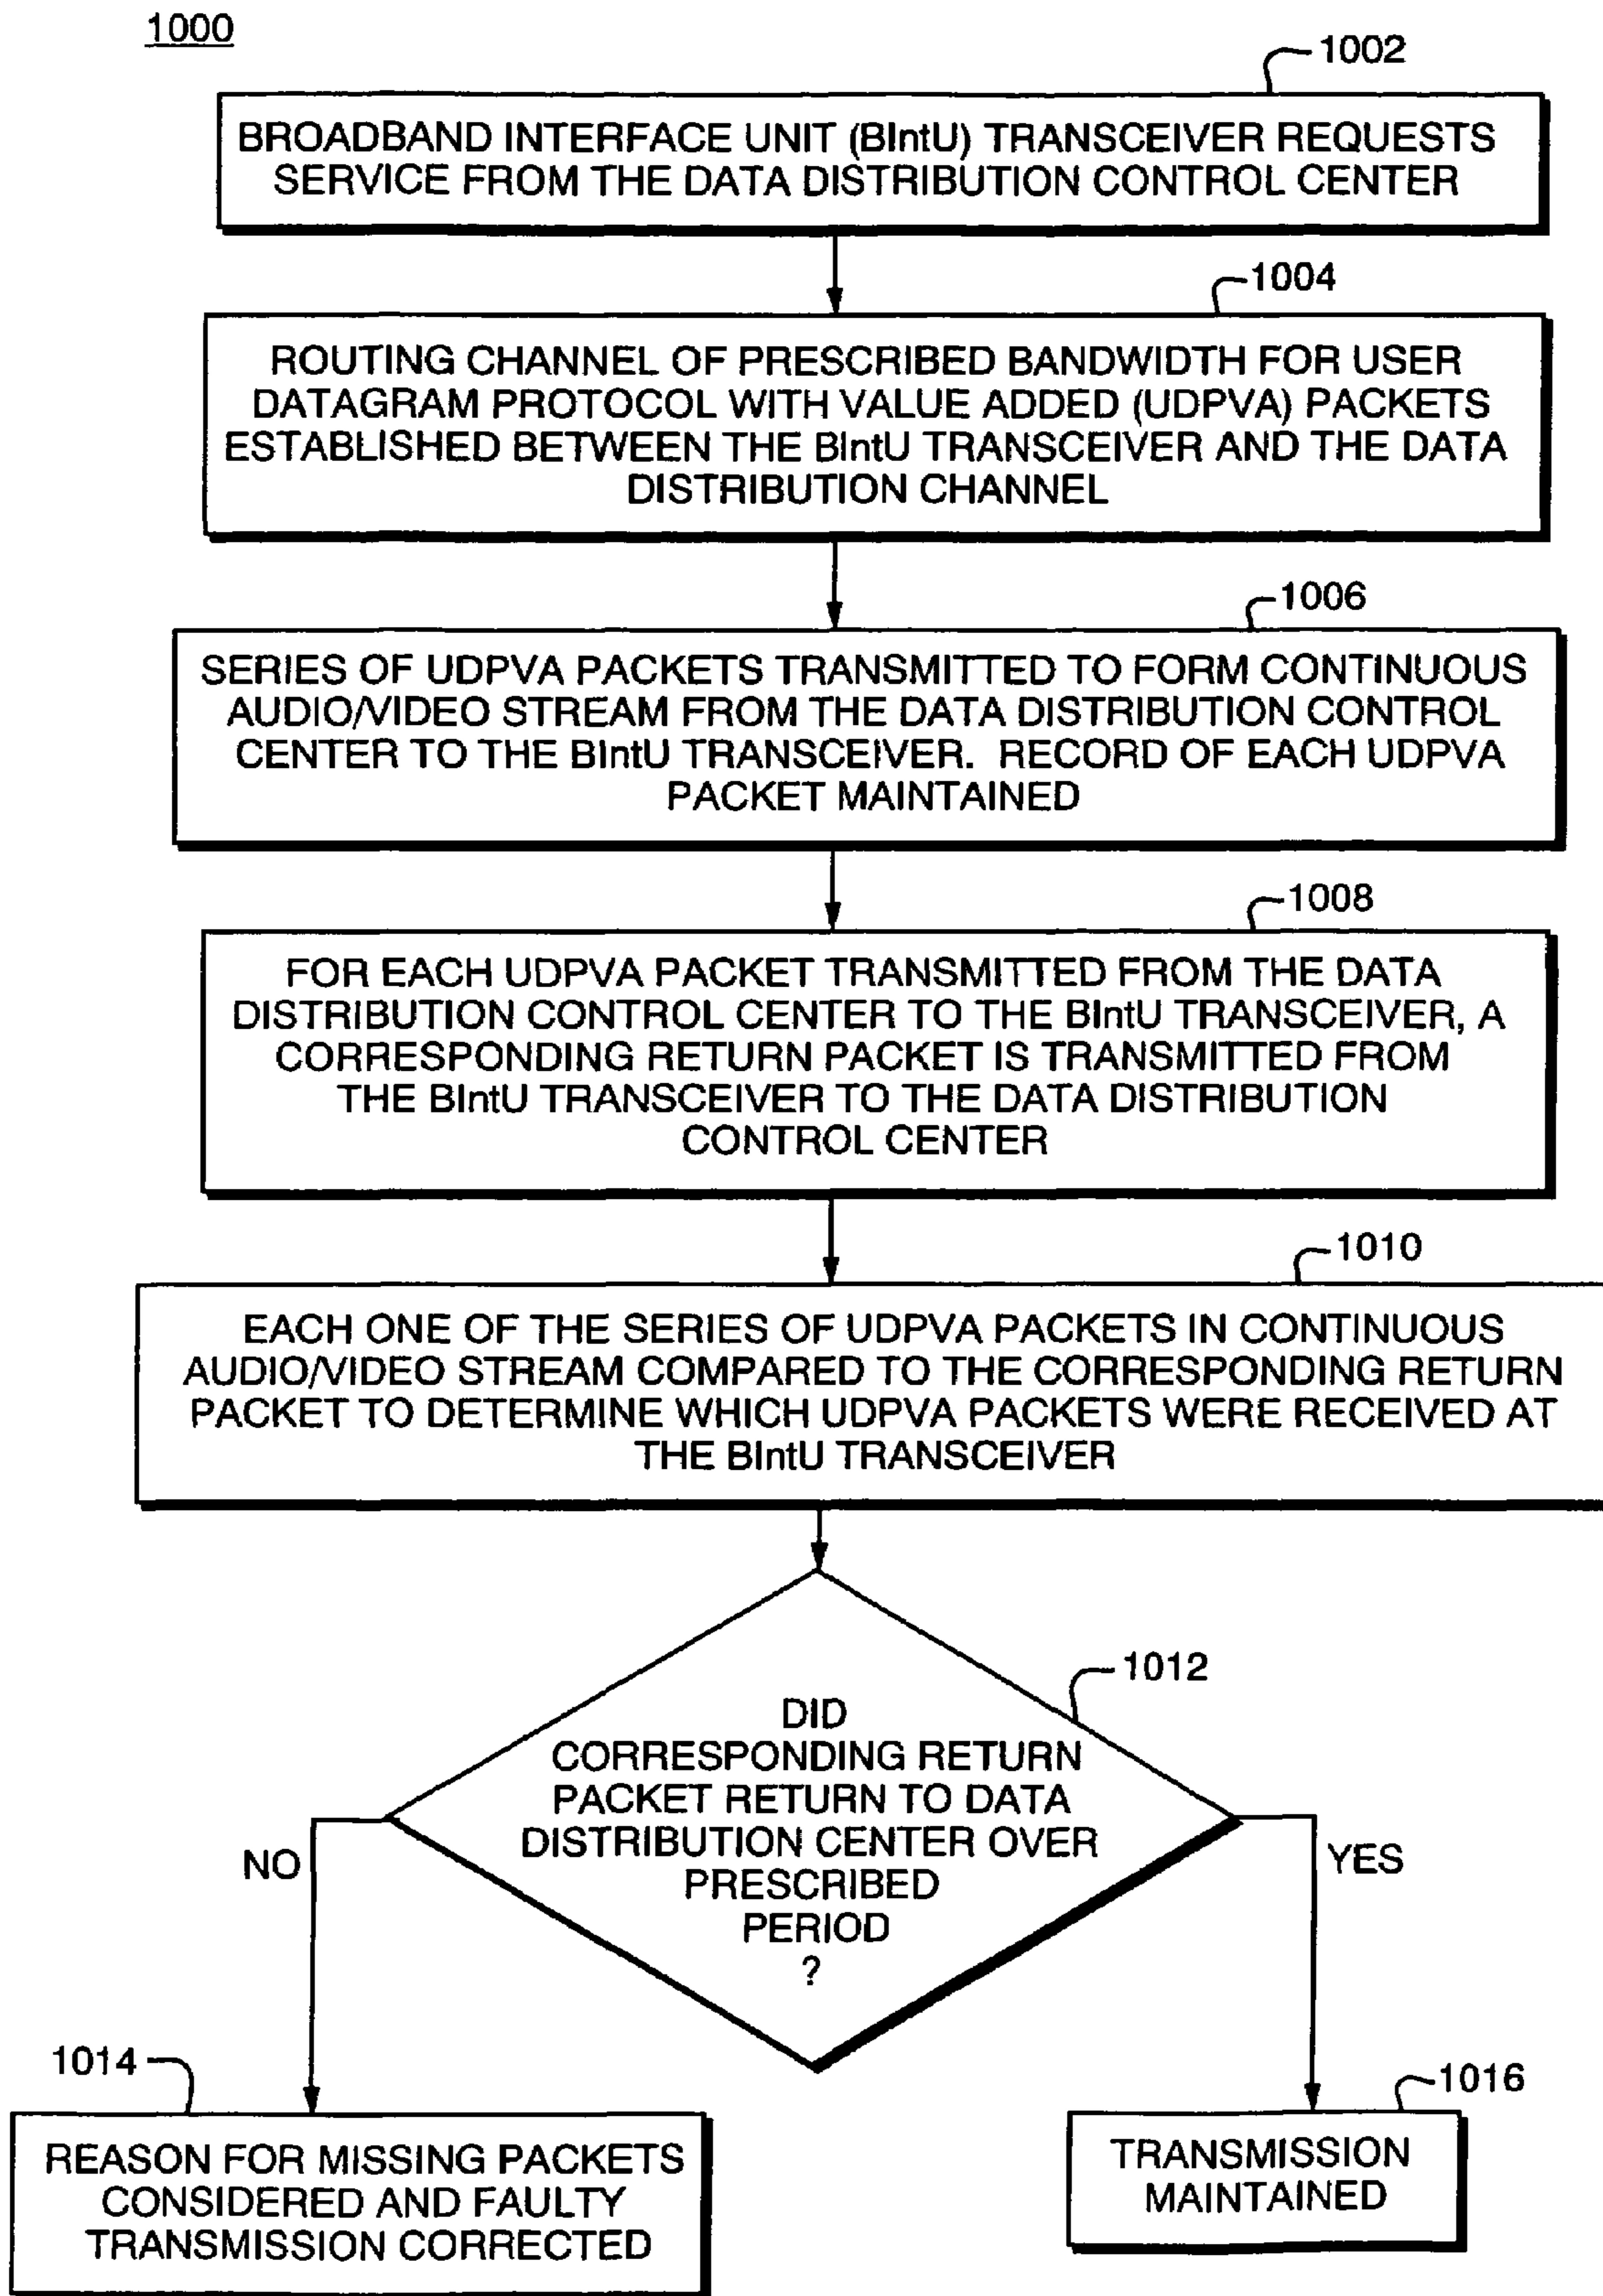 1000
1002
BROADBAND INTERFACE UNIT (BIntU) TRANSCEIVER REQUESTS
SERVICE FROM THE DATA DISTRIBUTION CONTROL CENTER
1004
ROUTING CHANNEL OF PRESCRIBED BANDWIDTH FOR USER
DATAGRAM PROTOCOL WITH VALUE ADDED (UDPVA) PACKETS
ESTABLISHED BETWEEN THE BIntU TRANSCEIVER AND THE DATA
DISTRIBUTION CHANNEL
1006
SERIES OF UDPVA PACKETS TRANSMITTED TO FORM CONTINUOUS
AUDIO/VIDEO STREAM FROM THE DATA DISTRIBUTION CONTROL
CENTER TO THE BIntU TRANSCEIVER. RECORD OF EACH UDPVA
PACKET MAINTAINED
1008
FOR EACH UDPVA PACKET TRANSMITTED FROM THE DATA
DISTRIBUTION CONTROL CENTER TO THE BIntU TRANSCEIVER, A
CORRESPONDING RETURN PACKET IS TRANSMITTED FROM
THE BIntU TRANSCEIVER TO THE DATA DISTRIBUTION
CONTROL CENTER
1010
EACH ONE OF THE SERIES OF UDPVA PACKETS IN CONTINUOUS
AUDIO/VIDEO STREAM COMPARED TO THE CORRESPONDING RETURN
PACKET TO DETERMINE WHICH UDPVA PACKETS WERE RECEIVED AT
THE BIntU TRANSCEIVER
1012
DID
CORRESPONDING RETURN
PACKET RETURN TO DATA
DISTRIBUTION CENTER OVER
PRESCRIBED
PERIOD
?
NO
YES
1014
REASON FOR MISSING PACKETS
CONSIDERED AND FAULTY
TRANSMISSION CORRECTED
1016
TRANSMISSION
MAINTAINED